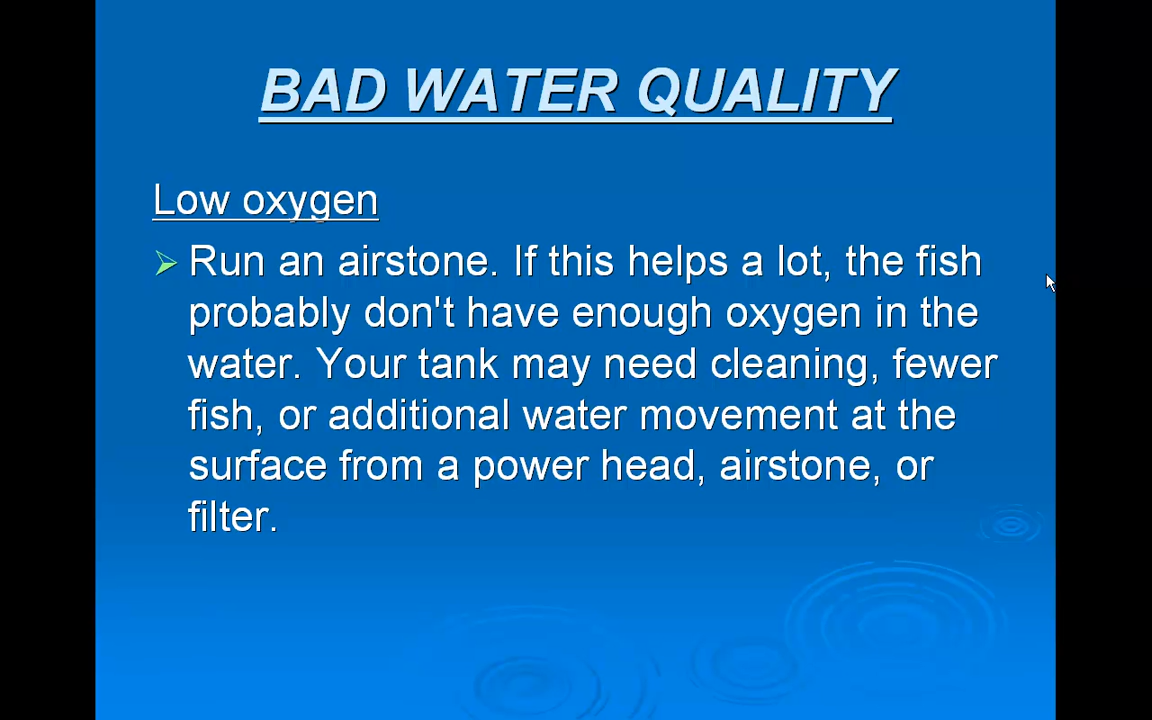 BAD WATER QUALITY
Low oxygen
Run an airstone. If this helps a lot, the fish
probably don't have enough oxygen in the
water. Your tank may need cleaning, fewer
fish, or additional water movement at the
surface from a power head, airstone, or
filter.